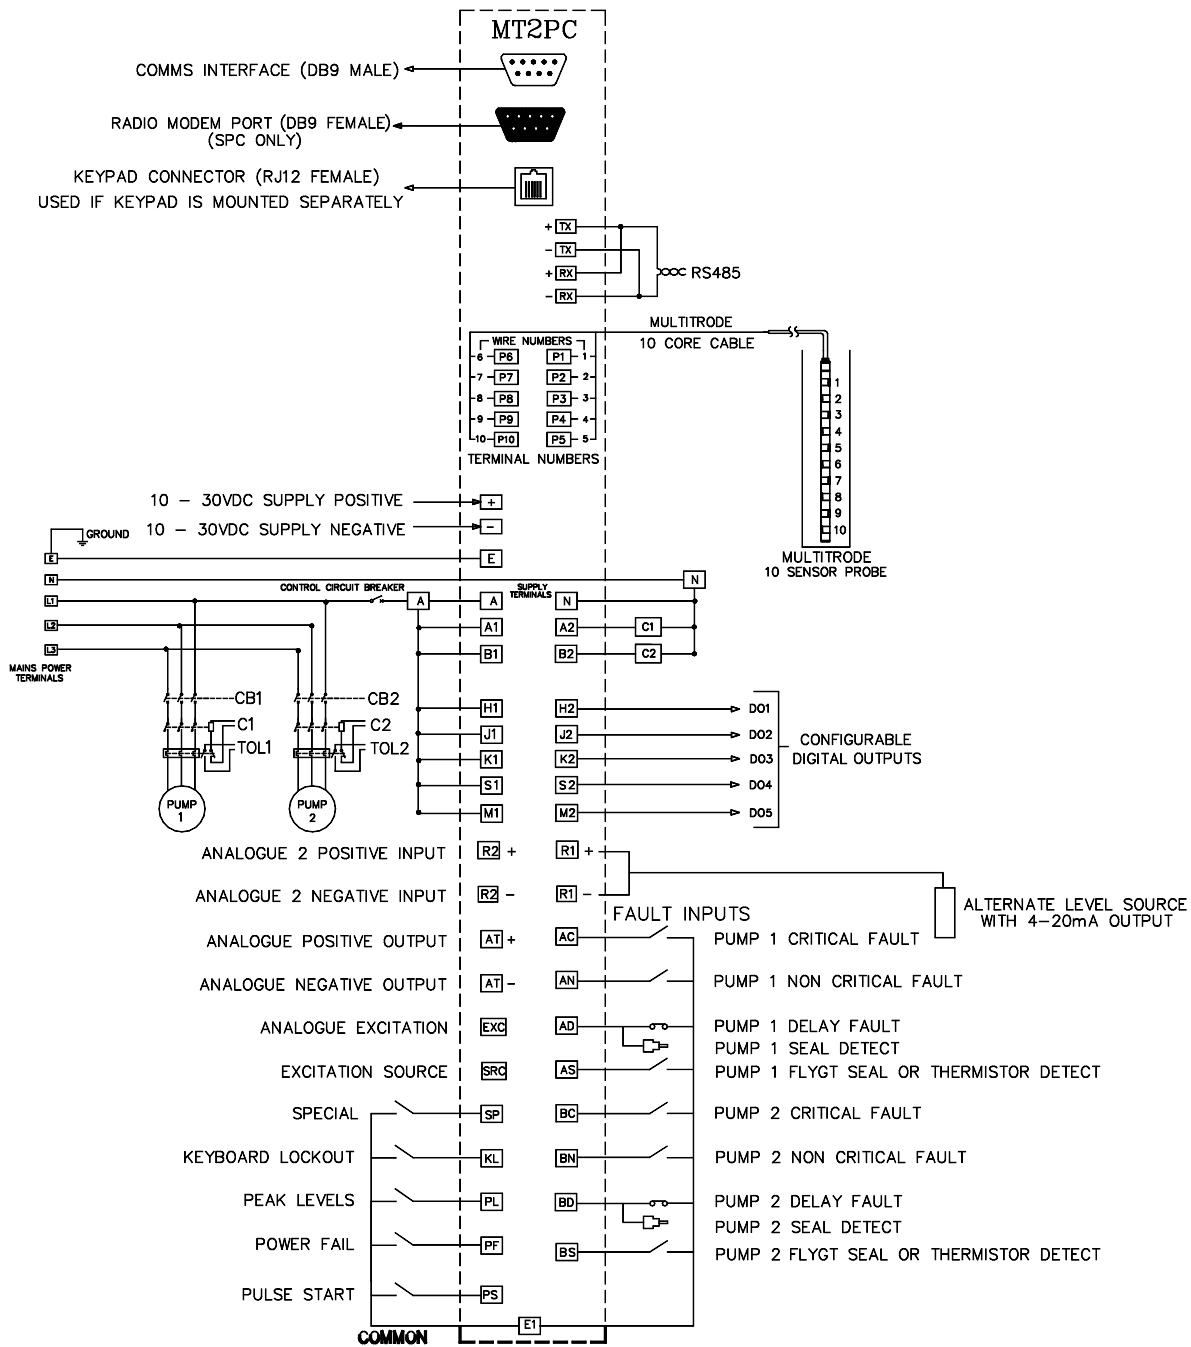 MT2PC
COMMS INTERFACE (DB9 MALE)
RADIO MODEM PORT (DB9 FEMALE)
(SPC ONLY)
KEYPAD CONNECTOR (RJ12 FEMALE)
USED IF KEYPAD IS MOUNTED SEPARATELY
+ TX
- TX
+ RX
- RX
RS485
MULTITRODE
10 CORE CABLE
WIRE NUMBERS
6 P6 P1 1
7 P7 P2 2
8 P8 P3 3
9 P9 P4 4
10 P10 P5 5
TERMINAL NUMBERS
1
2
3
4
5
6
7
8
9
10
MULTITRODE
10 SENSOR PROBE
10 - 30VDC SUPPLY POSITIVE +
10 - 30VDC SUPPLY NEGATIVE -
GROUND
E E
N N
CONTROL CIRCUIT BREAKER
SUPPLY
TERMINALS
L1 A A N
L2 A1 A2 C1
L3 B1 B2 C2
MAINS POWER
TERMINALS
CB1 CB2
C1 C2
TOL1 TOL2
PUMP
1
PUMP
2
H1 H2 DO1
J1 J2 DO2
K1 K2 DO3
S1 S2 DO4
M1 M2 DO5
CONFIGURABLE
DIGITAL OUTPUTS
ANALOGUE 2 POSITIVE INPUT R2 + R1 +
ANALOGUE 2 NEGATIVE INPUT R2 - R1 -
ALTERNATE LEVEL SOURCE
WITH 4-20mA OUTPUT
FAULT INPUTS
ANALOGUE POSITIVE OUTPUT AT + AC PUMP 1 CRITICAL FAULT
ANALOGUE NEGATIVE OUTPUT AT - AN PUMP 1 NON CRITICAL FAULT
ANALOGUE EXCITATION EXC AD PUMP 1 DELAY FAULT
PUMP 1 SEAL DETECT
EXCITATION SOURCE SRC AS PUMP 1 FLYGT SEAL OR THERMISTOR DETECT
SPECIAL SP BC PUMP 2 CRITICAL FAULT
KEYBOARD LOCKOUT KL BN PUMP 2 NON CRITICAL FAULT
PEAK LEVELS PL BD PUMP 2 DELAY FAULT
PUMP 2 SEAL DETECT
POWER FAIL PF BS PUMP 2 FLYGT SEAL OR THERMISTOR DETECT
PULSE START PS
E1
COMMON